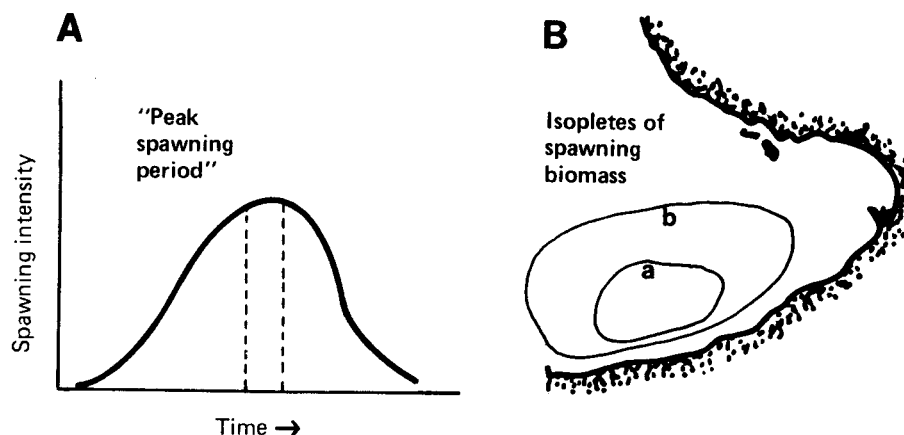 A
"Peak
spawning
period"
Spawning intensity
Time →
B
Isopletes of
spawning
biomass
b
a